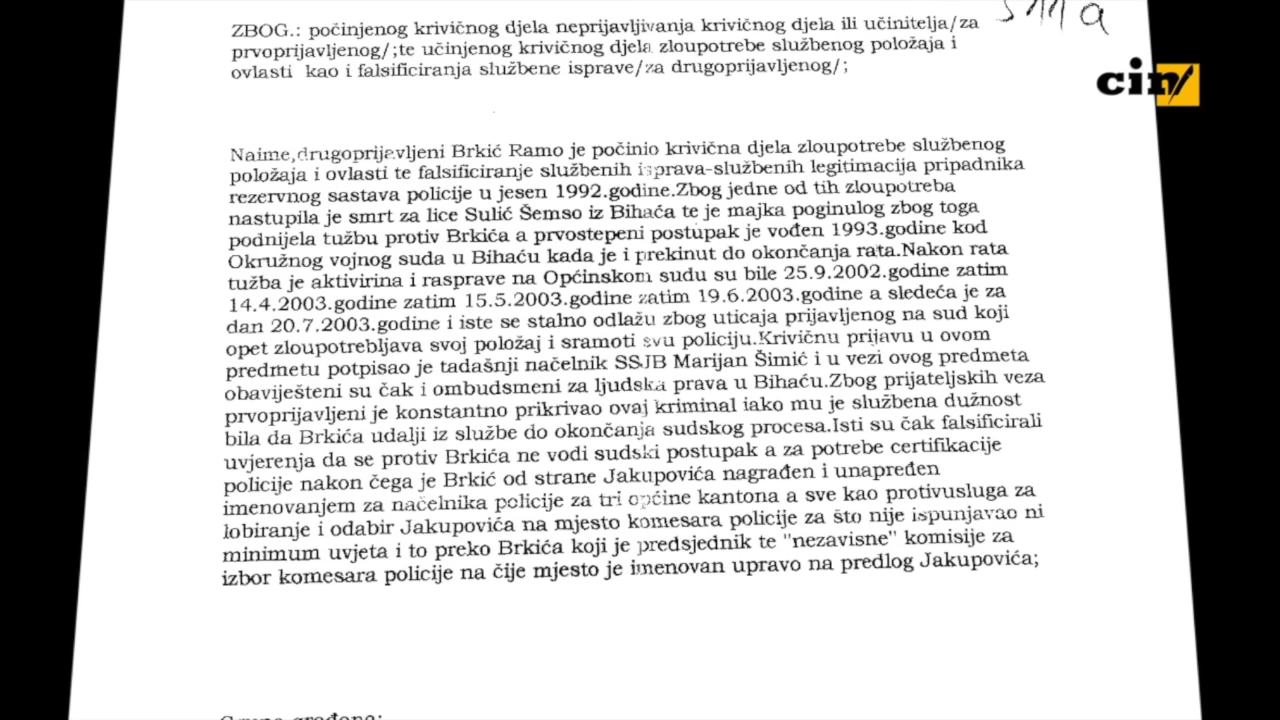 ZBOG.: počinjenog krivičnog djela neprijavljivanja krivičnog djela ili učinitelja/za
prvoprijavljenog/;te učinjenog krivičnog djela zloupotrebe službenog položaja i
ovlasti kao i falsificiranja službene isprave/za drugoprijavljenog/;
cin
Naime,drugoprijavljeni Brkić Ramo je počinio krivična djela zloupotrebe službenog
položaja i ovlasti te falsificiranje službenih isprava-službenih legitimacija pripadnika
rezervnog sastava policije u jesen 1992.godine.Zbog jedne od tih zloupotreba
nastupila je smrt za lice Sulić Šemso iz Bihaća te je majka poginulog zbog toga
podnijela tužbu protiv Brkića a prvostepeni postupak je vođen 1993.godine kod
Okružnog vojnog suda u Bihaću kada je i prekinut do okončanja rata.Nakon rata
tužba je aktivirina i rasprave na Općinskom sudu su bile 25.9.2002.godine zatim
14.4.2003.godine zatim 15.5.2003.godine zatim 19.6.2003.godine a sledeća je za
dan 20.7.2003.godine i iste se stalno odlažu zbog uticaja prijavljenog na sud koji
opet zloupotrebljava svoj položaj i sramoti svu policiju.Krivičnu prijavu u ovom
predmetu potpisao je tadašnji načelnik SSJB Marijan Šimić i u vezi ovog predmeta
obaviješteni su čak i ombudsmeni za ljudska prava u Bihaću.Zbog prijateljskih veza
prvoprijavljeni je konstantno prikrivao ovaj kriminal iako mu je službena dužnost
bila da Brkića udalji iz službe do okončanja sudskog procesa.Isti su čak falsificirali
uvjerenja da se protiv Brkića ne vodi sudski postupak a za potrebe certifikacije
policije nakon čega je Brkić od strane Jakupovića nagrađen i unapređen
imenovanjem za načelnika policije za tri općine kantona a sve kao protivusluga za
lobiranje i odabir Jakupovića na mjesto komesara policije za što nije ispunjavao ni
minimum uvjeta i to preko Brkića koji je predsjednik te "nezavisne" komisije za
izbor komesara policije na čije mjesto je imenovan upravo na predlog Jakupovića;
Grupa građana;